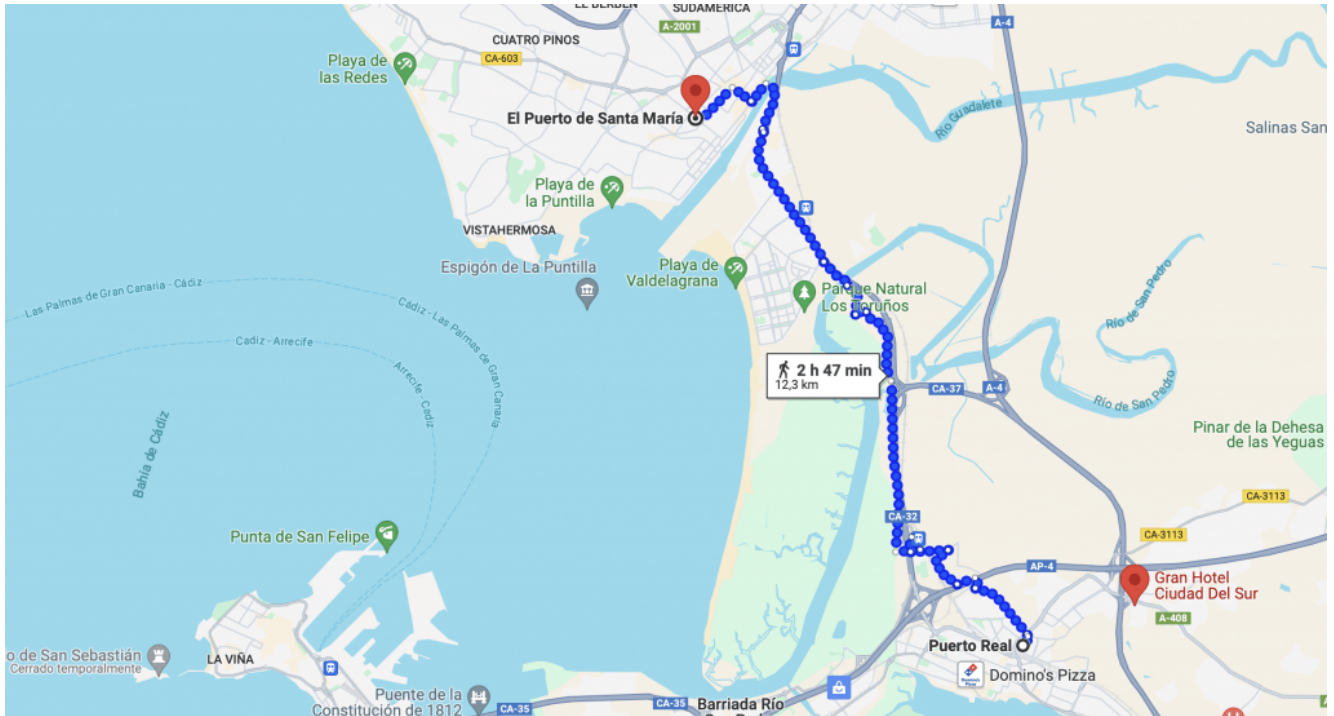 EL BERBÉN
SUDAMÉRICA
A-4
A-2001
CUATRO PINOS
Playa de
las Redes
CA-603
El Puerto de Santa María
Río Guadalete
Salinas San
Playa de
la Puntilla
VISTAHERMOSA
Espigón de La Puntilla
Playa de
Valdelagrana
Parque Natural
Los Toruños
Río de San Pedro
Las Palmas de Gran Canaria - Cádiz
Cádiz - Las Palmas de Gran Canaria
Cadiz - Arrecife
Arrecife - Cádiz
2 h 47 min
12,3 km
CA-37
A-4
Río de San Pedro
Bahía de Cádiz
Pinar de la Dehesa
de las Yeguas
CA-3113
CA-32
CA-3113
Punta de San Felipe
AP-4
Gran Hotel
Ciudad Del Sur
A-408
Puerto Real
o de San Sebastián
Cerrado temporalmente
LA VIÑA
Domino's Pizza
Puente de la
Constitución de 1812
CA-35
CA-35
Barriada Río